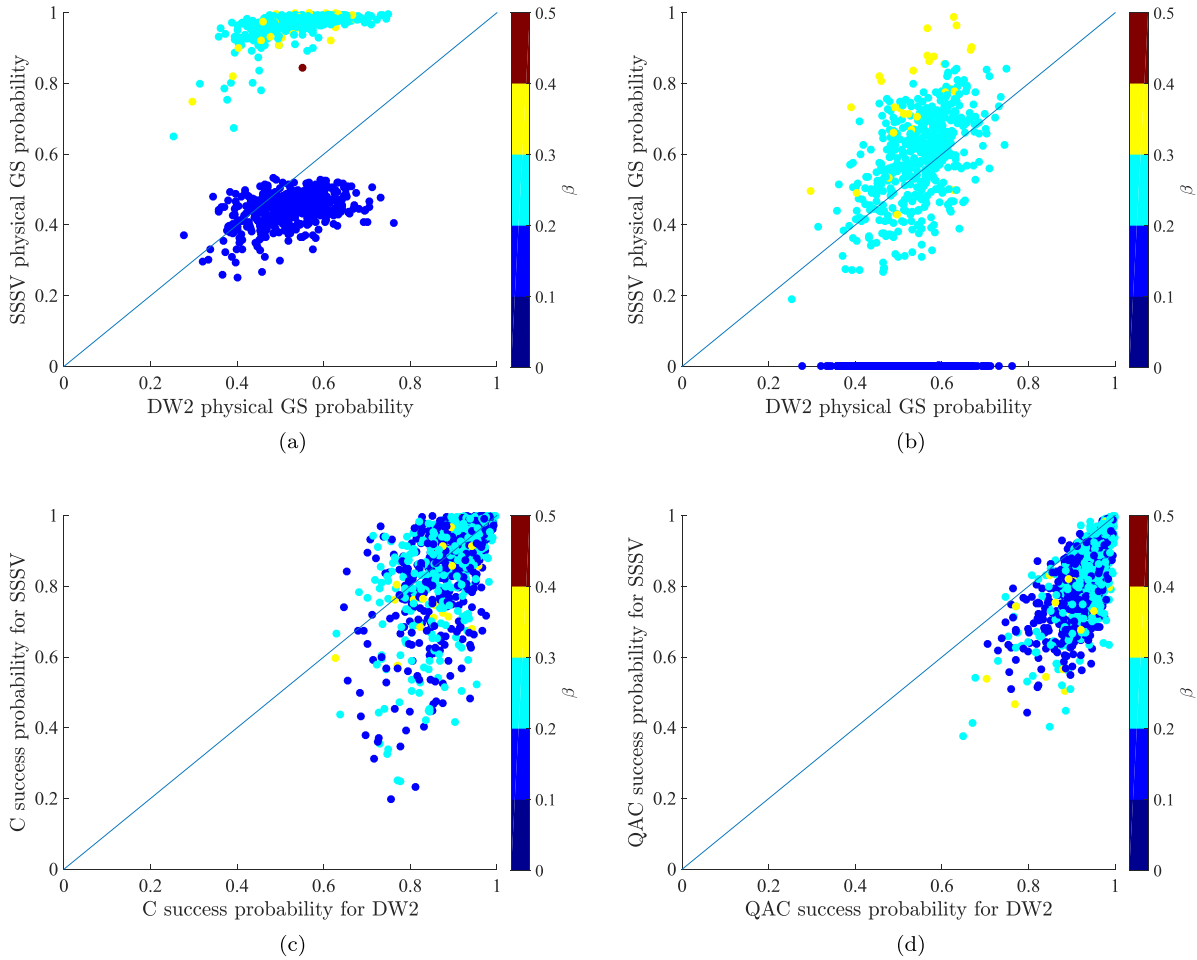 SSSV physical GS probability
1
0.8
0.6
0.4
0.2
0
0 0.2 0.4 0.6 0.8 1
DW2 physical GS probability
0.5
0.4
0.3
0.2
0.1
0
β
(a)
SSSV physical GS probability
1
0.8
0.6
0.4
0.2
0
0 0.2 0.4 0.6 0.8 1
DW2 physical GS probability
0.5
0.4
0.3
0.2
0.1
0
β
(b)
C success probability for SSSV
1
0.8
0.6
0.4
0.2
0
0 0.2 0.4 0.6 0.8 1
C success probability for DW2
0.5
0.4
0.3
0.2
0.1
0
β
(c)
QAC success probability for SSSV
1
0.8
0.6
0.4
0.2
0
0 0.2 0.4 0.6 0.8 1
QAC success probability for DW2
0.5
0.4
0.3
0.2
0.1
0
β
(d)